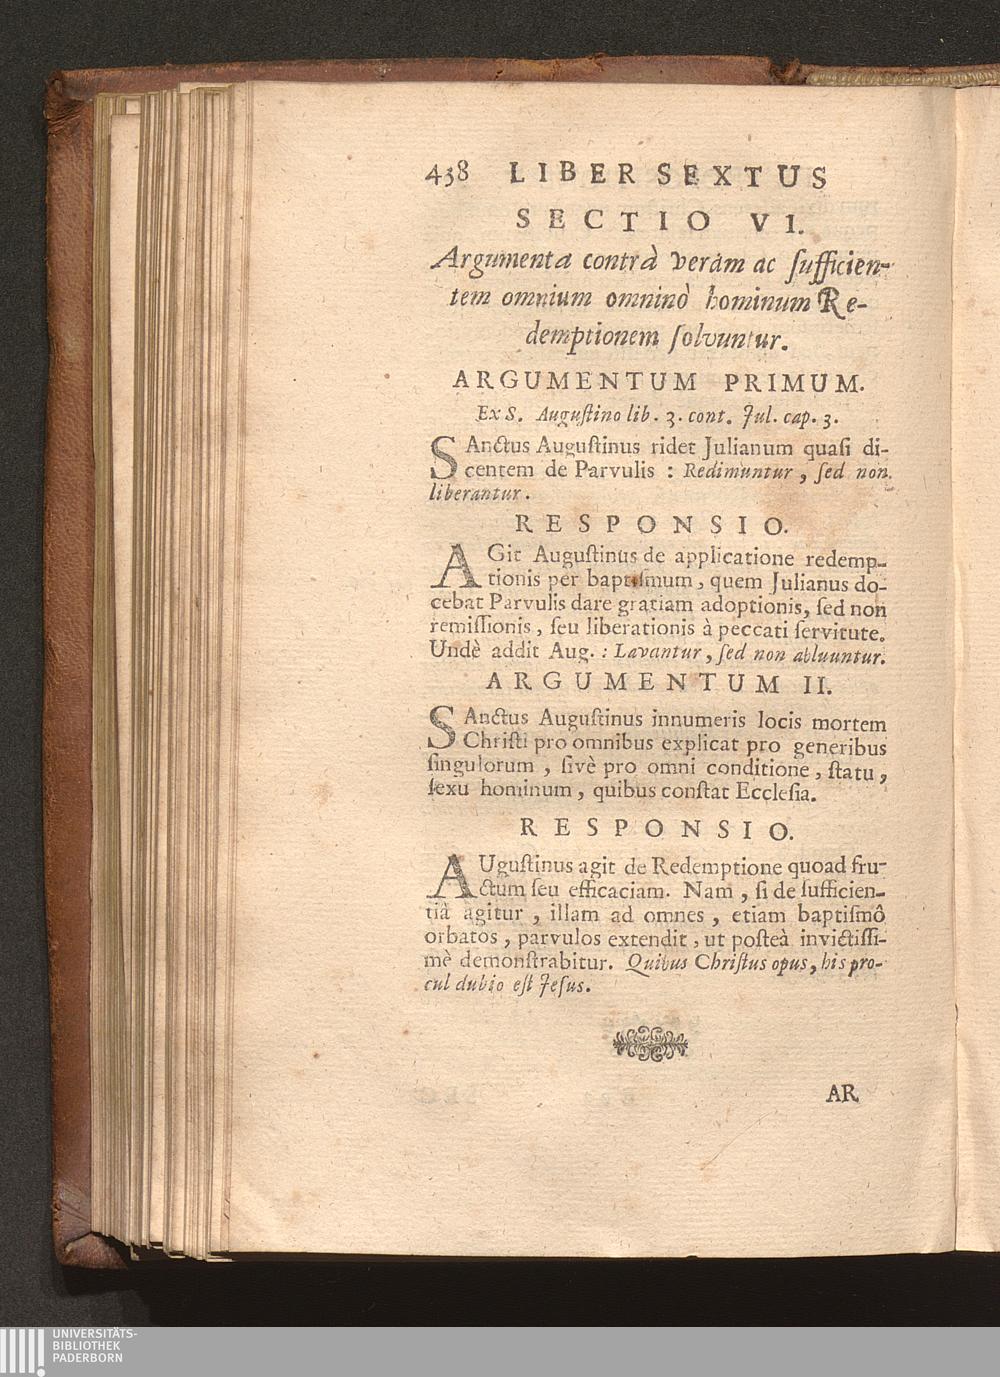 438 LIBER SEXTUS
SECTIO VI.
Argumenta contrà veram ac ſufficien-
tem omnium omninò hominum Re-
demptionem ſolvuntur.
ARGUMENTUM PRIMUM.
Ex S. Auguſtino lib. 3. cont. Jul. cap. 3.
SAnctus Auguſtinus ridet Julianum quaſi di-
centem de Parvulis : Redimuntur, ſed non
liberantur.
RESPONSIO.
AGit Auguſtinus de applicatione redemp-
tionis per baptiſmum, quem Julianus do-
cebat Parvulis dare gratiam adoptionis, ſed non
remiſſionis, ſeu liberationis à peccati ſervitute.
Undè addit Aug. : Lavantur, ſed non abluuntur.
ARGUMENTUM II.
SAnctus Auguſtinus innumeris locis mortem
Chriſti pro omnibus explicat pro generibus
ſingulorum, ſivè pro omni conditione, ſtatu,
ſexu hominum, quibus conſtat Eccleſia.
RESPONSIO.
AUguſtinus agit de Redemptione quoad fru-
ctum ſeu efficaciam. Nam, ſi de ſufficien-
tiâ agitur, illam ad omnes, etiam baptiſmô
orbatos, parvulos extendit, ut poſteà invictiſſi-
mè demonſtrabitur. Quibus Chriſtus opus, his pro-
cul dubio eſt Jeſus.
AR
UNIVERSITÄTS-
BIBLIOTHEK
PADERBORN